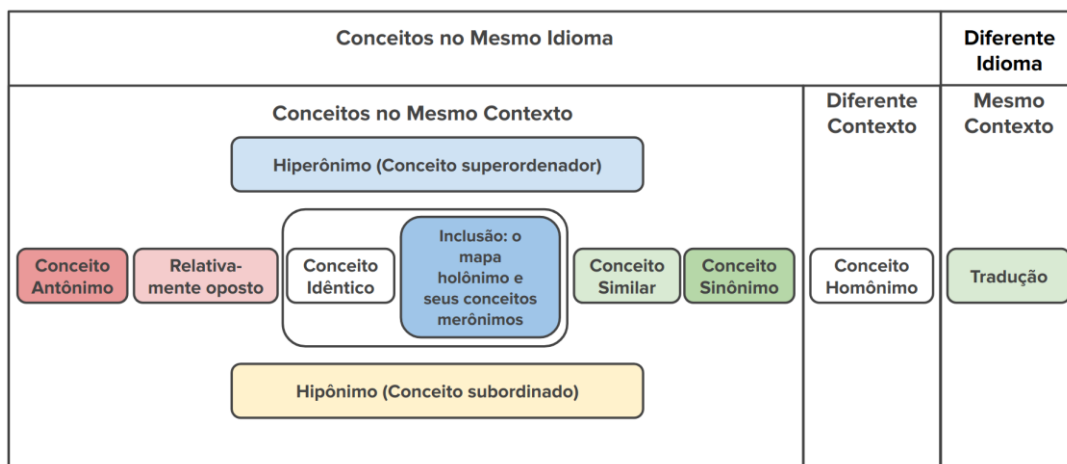 Conceitos no Mesmo Idioma
Diferente
Idioma
Conceitos no Mesmo Contexto
Diferente
Contexto
Mesmo
Contexto
Hiperônimo (Conceito superordenador)
Conceito
Antônimo
Relativa-
mente oposto
Conceito
Idêntico
Inclusão: o
mapa
holônimo e
seus conceitos
merônimos
Conceito
Similar
Conceito
Sinônimo
Conceito
Homônimo
Tradução
Hipônimo (Conceito subordinado)